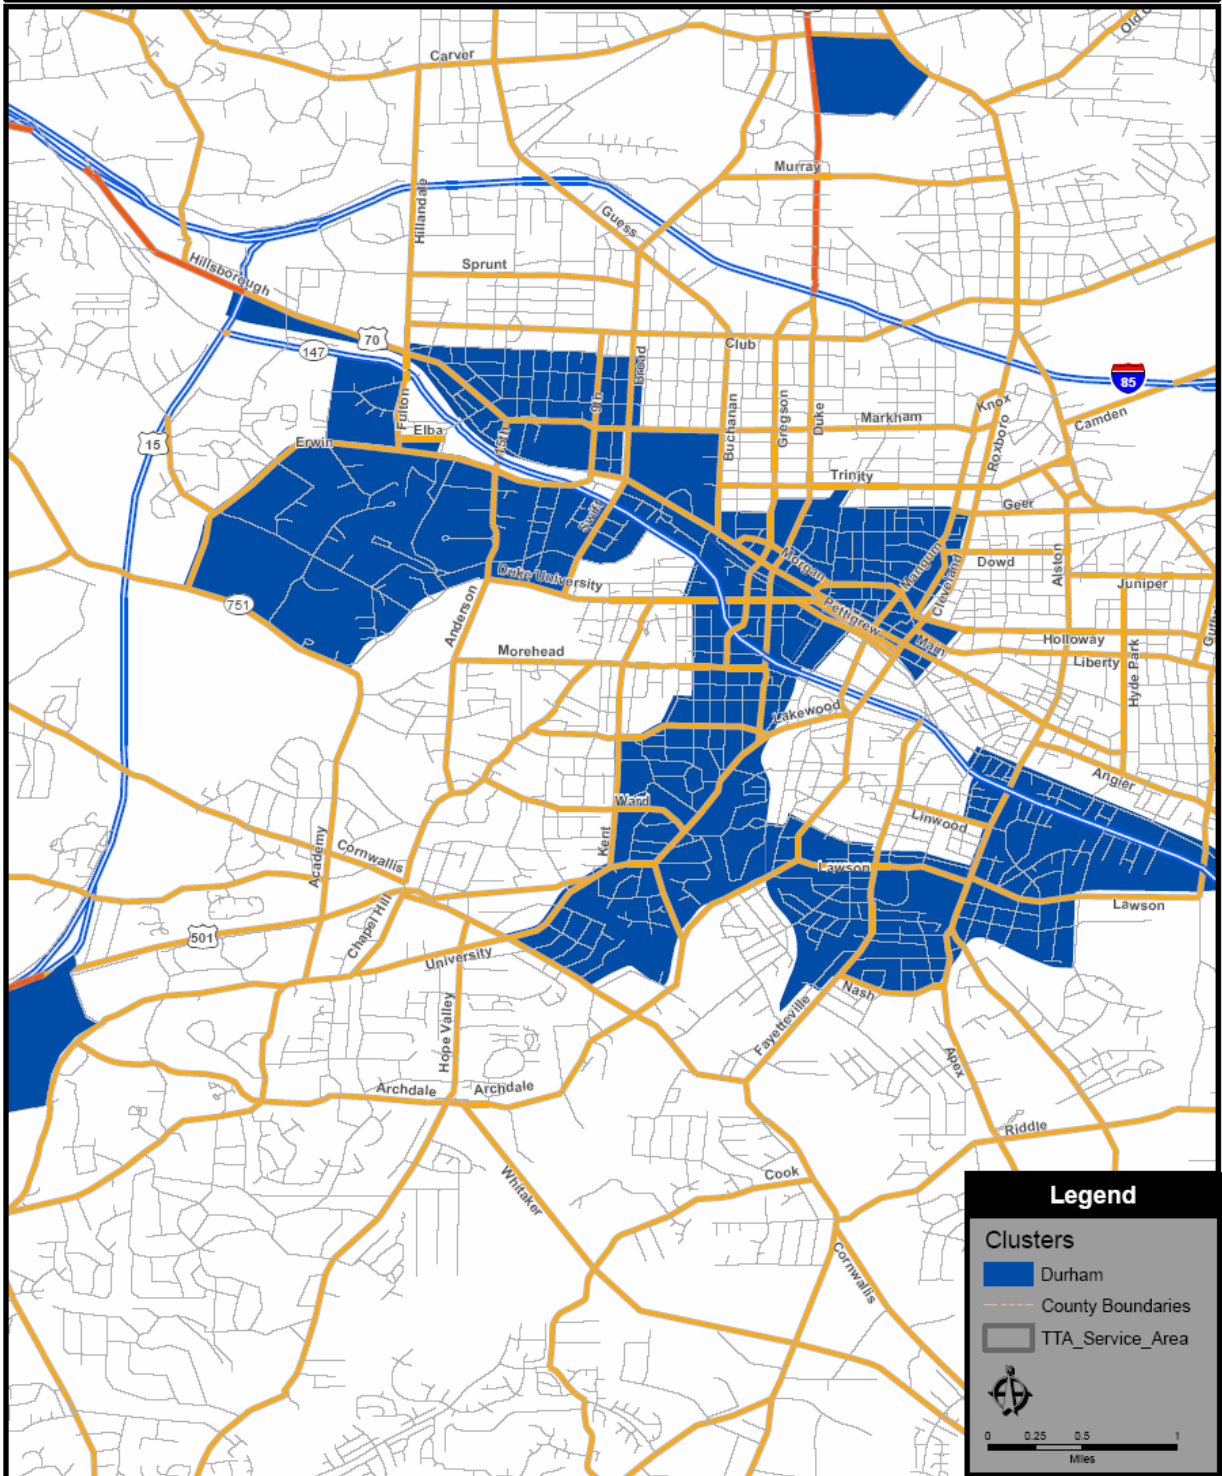 Carver
Murray
Hillandale
Guess
Hillsborough
Sprunt
70
147
Club
Broad
85
9th
Fulton
Elba
Buchanan
Gregson
Duke
Markham
Knox
Roxboro
Camden
15
Erwin
15th
Trinity
Geer
Swift
Morgan
Mangum
Cleveland
Dowd
Alston
Duke University
Juniper
751
Anderson
Pettigrew
Main
Holloway
Morehead
Liberty
Hyde Park
Lakewood
Angier
Ward
Linwood
Kent
Academy
Cornwallis
Lawson
Lawson
Chapel Hill
501
University
Nash
Hope Valley
Fayetteville
Apex
Archdale
Archdale
Riddle
Whitaker
Cook
Cornwallis
Legend
Clusters
Durham
County Boundaries
TTA_Service_Area
0 0.25 0.5 1
Miles